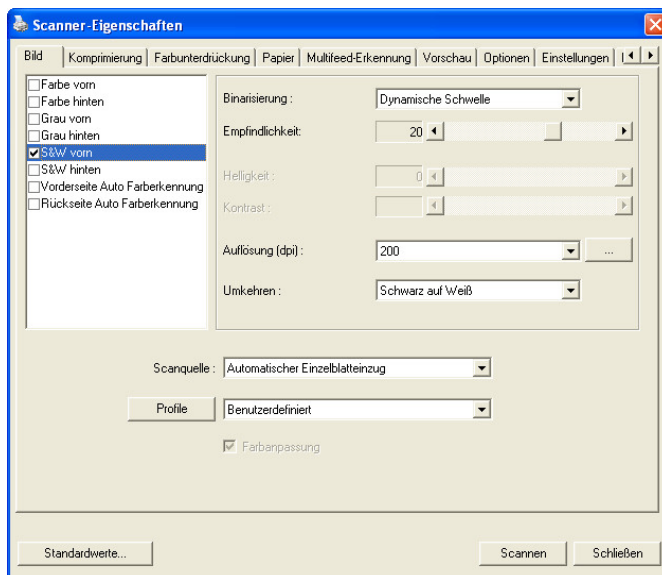 Scanner-Eigenschaften
Bild Komprimierung Farbunterdrückung Papier Multifeed-Erkennung Vorschau Optionen Einstellungen
Farbe vorn
Farbe hinten
Grau vorn
Grau hinten
S&W vorn
S&W hinten
Vorderseite Auto Farberkennung
Rückseite Auto Farberkennung
Binarisierung : Dynamische Schwelle
Empfindlichkeit: 20
Helligkeit : 0
Kontrast :
Auflösung (dpi) : 200 ...
Umkehren : Schwarz auf Weiß
Scanquelle : Automatischer Einzelblatteinzug
Profile Benutzerdefiniert
Farbanpassung
Standardwerte... Scannen Schließen